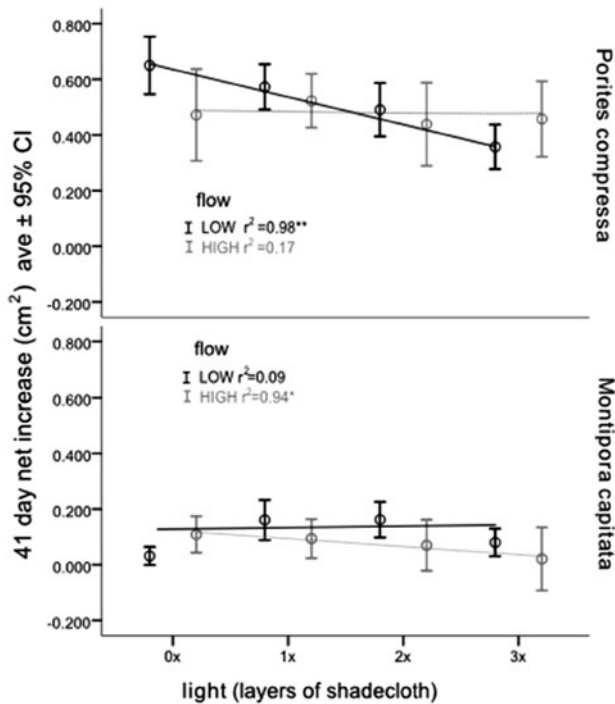 0.800
0.600
0.400
0.200
0.000
-0.200
flow
LOW r²=0.98**
HIGH r²=0.17
Porites compressa
41 day net increase (cm²) ave ± 95% CI
0.800
0.600
0.400
0.200
0.000
-0.200
flow
LOW r²=0.09
HIGH r²=0.94*
Montipora capitata
0x 1x 2x 3x
light (layers of shadecloth)